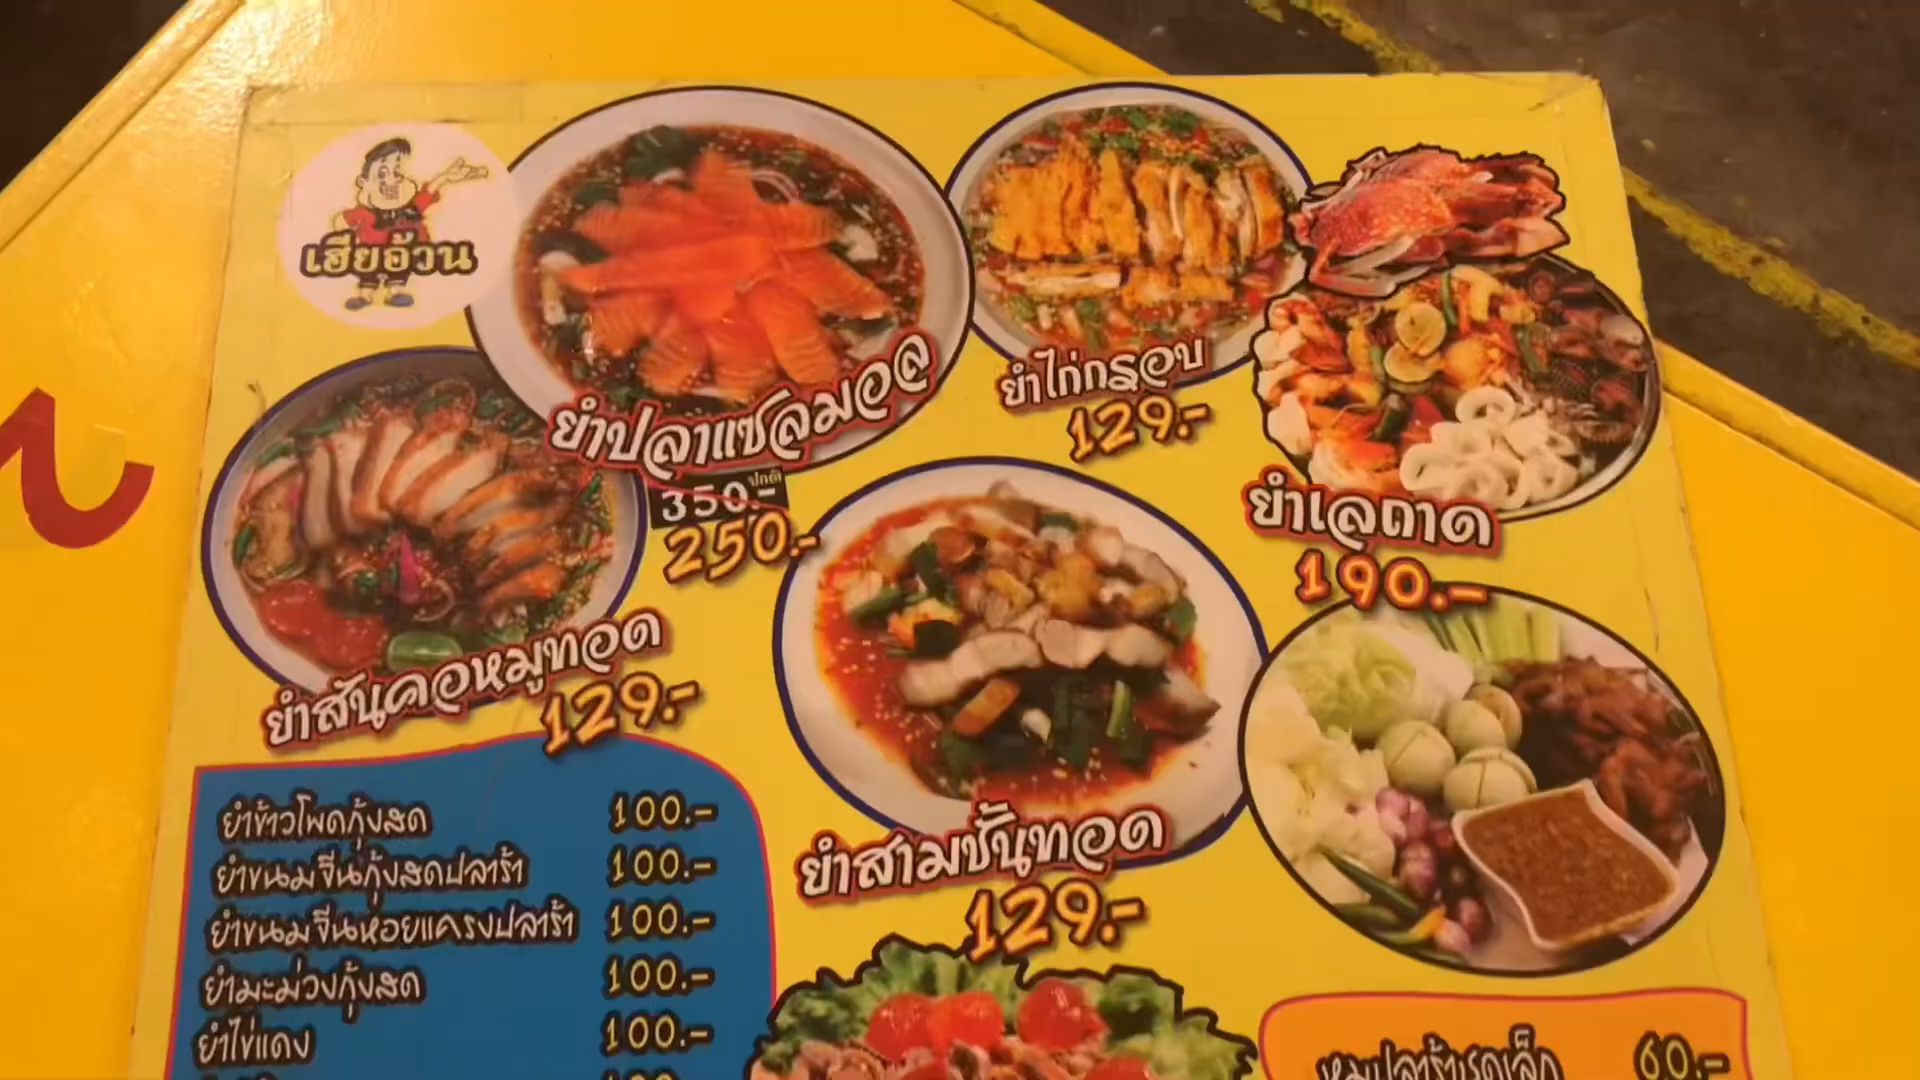 เฮียอ้วน
ยำปลาแซลมอล
ปกติ
350.-
250.-
ยำไก่กรอบ
129.-
ยำเลถาด
190.-
ยำสันคอหมูทอด
129.-
ยำสามชั้นทอด
129.-
ยำข้าวโพดกุ้งสด 100.-
ยำขนมจีนกุ้งสดปลาร้า 100.-
ยำขนมจีนหอยแครงปลาร้า 100.-
ยำมะม่วงกุ้งสด 100.-
ยำไข่แดง 100.-
60.-